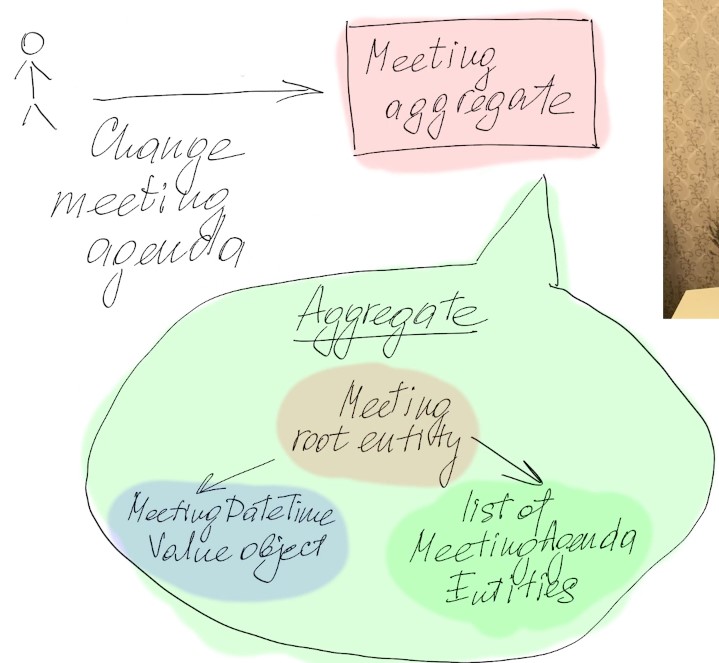 Meeting
aggregate
Change
meeting
agenda
Aggregate
Meeting
root entity
MeetingDateTime
Value object
list of
MeetingAgenda
Entities